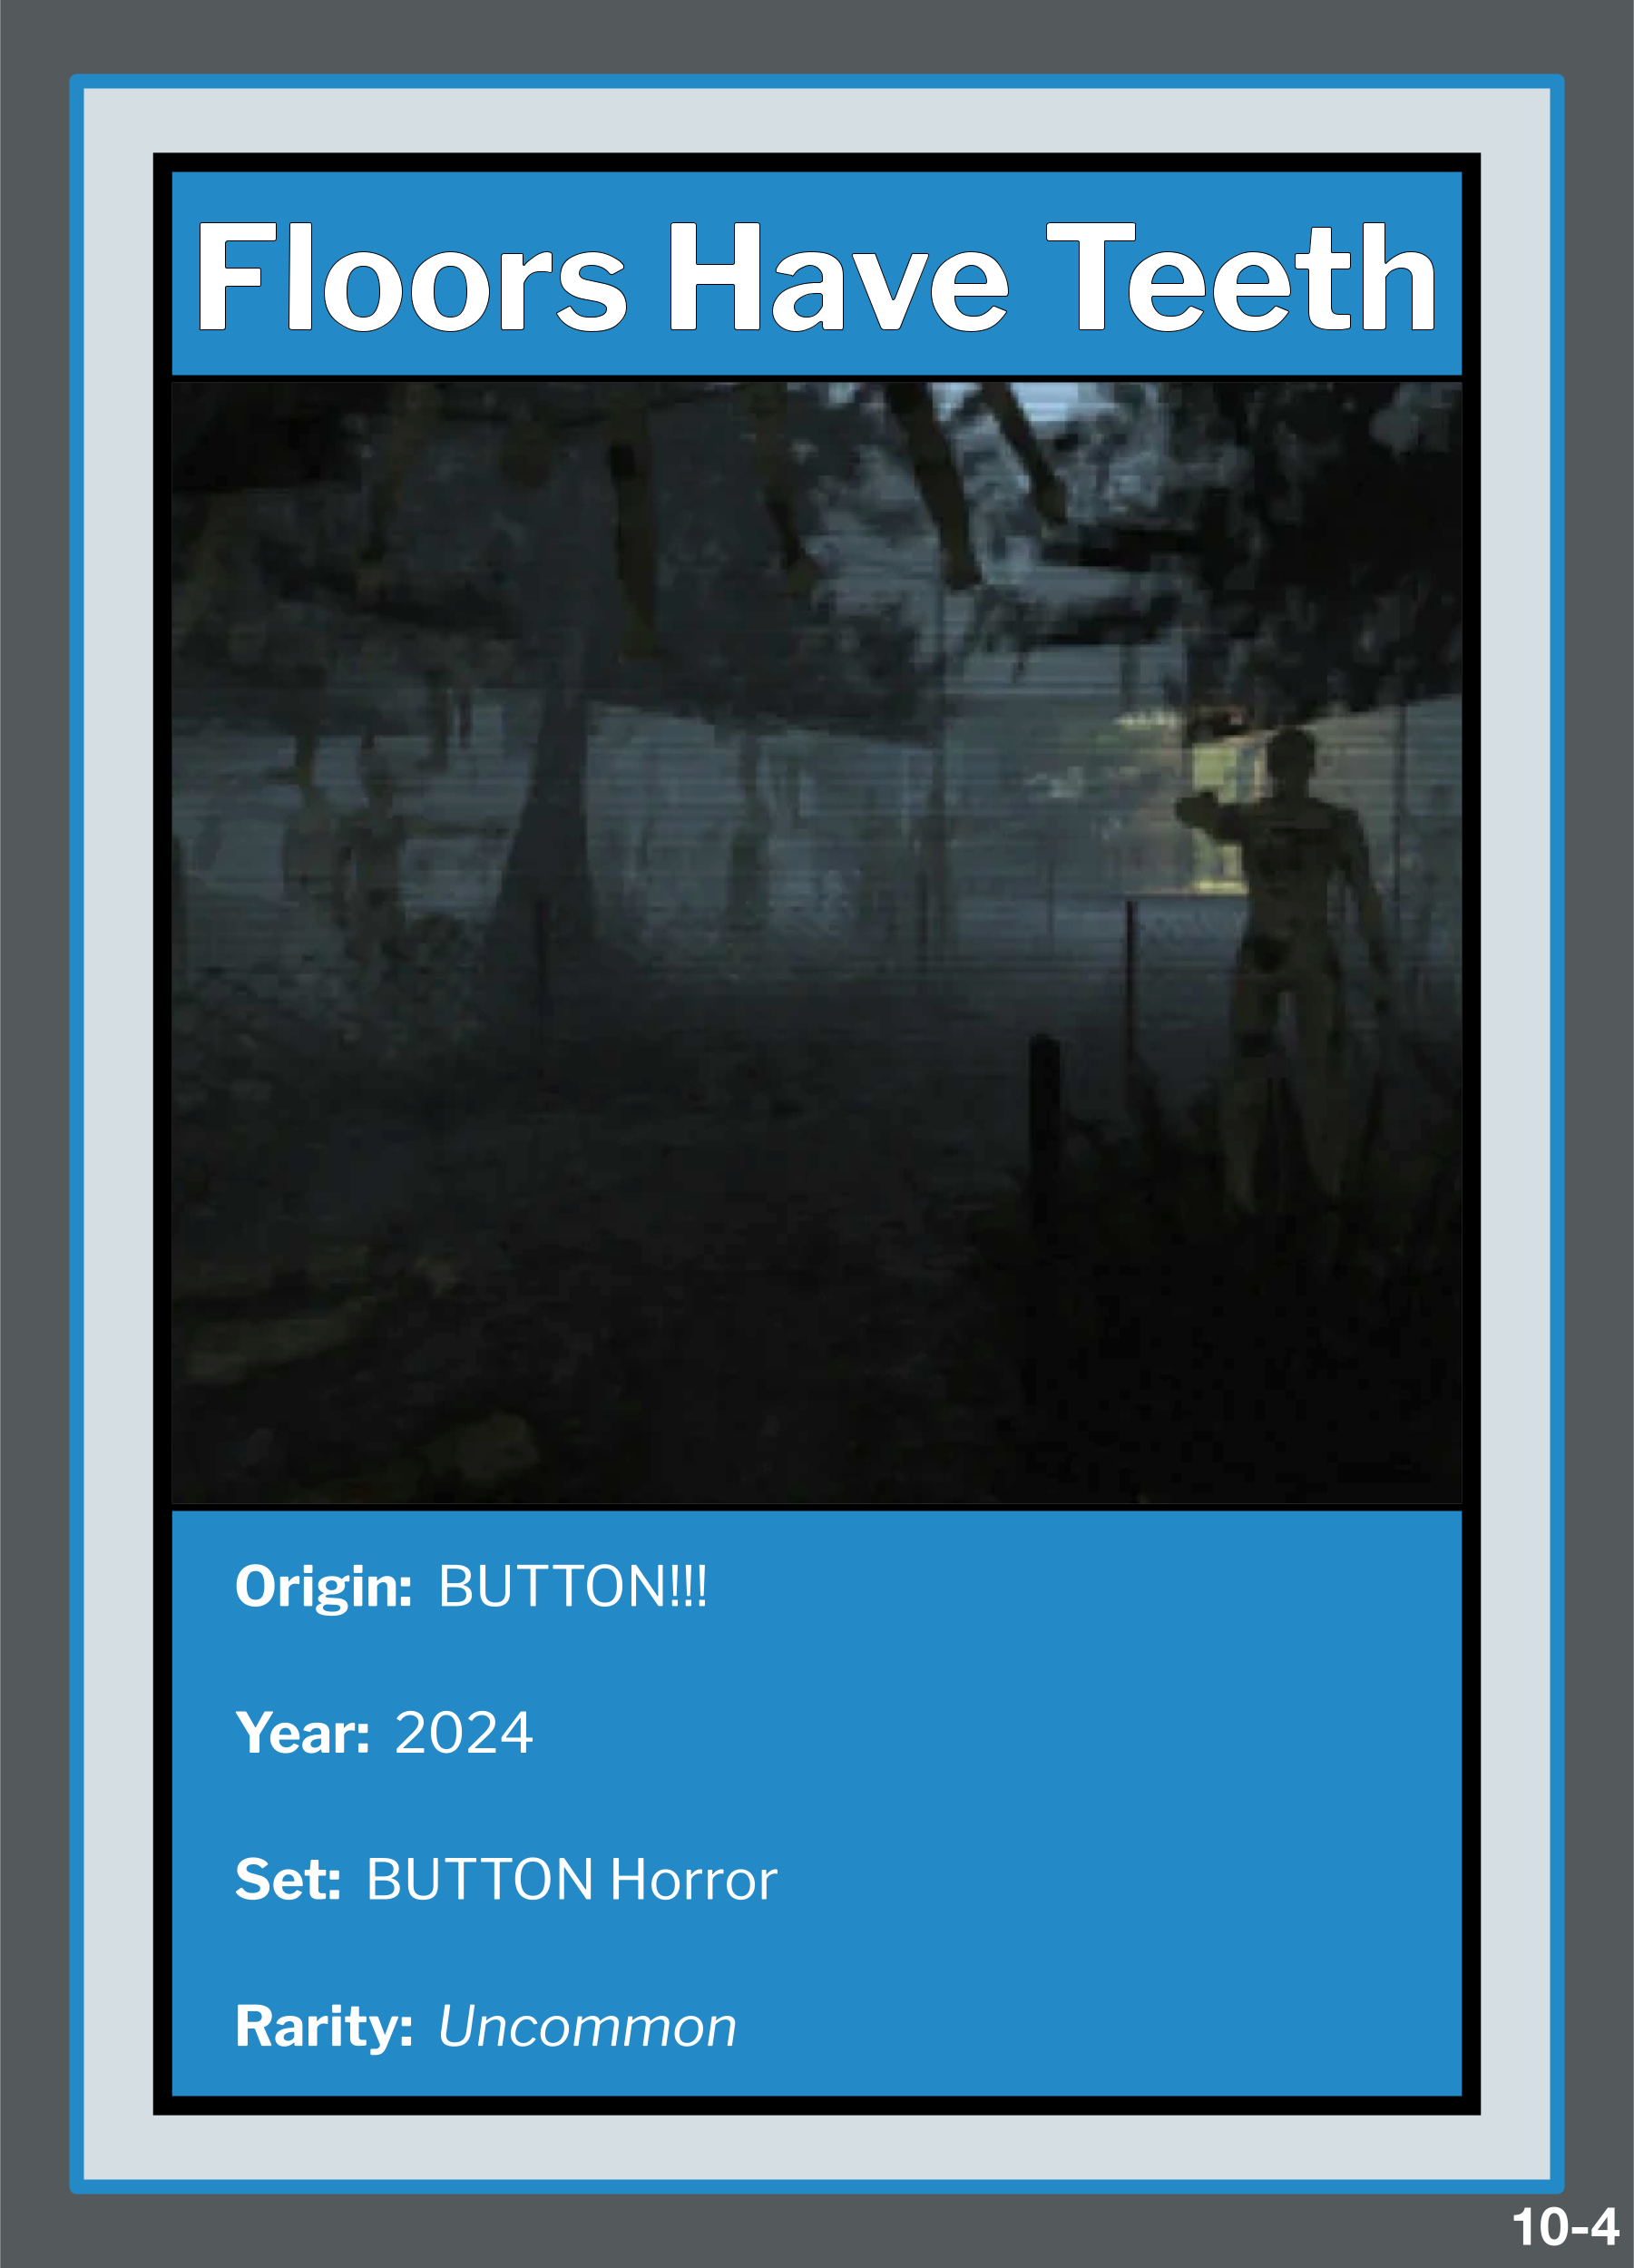 Floors Have Teeth
Origin: BUTTON!!!
Year: 2024
Set: BUTTON Horror
Rarity: Uncommon
10-4